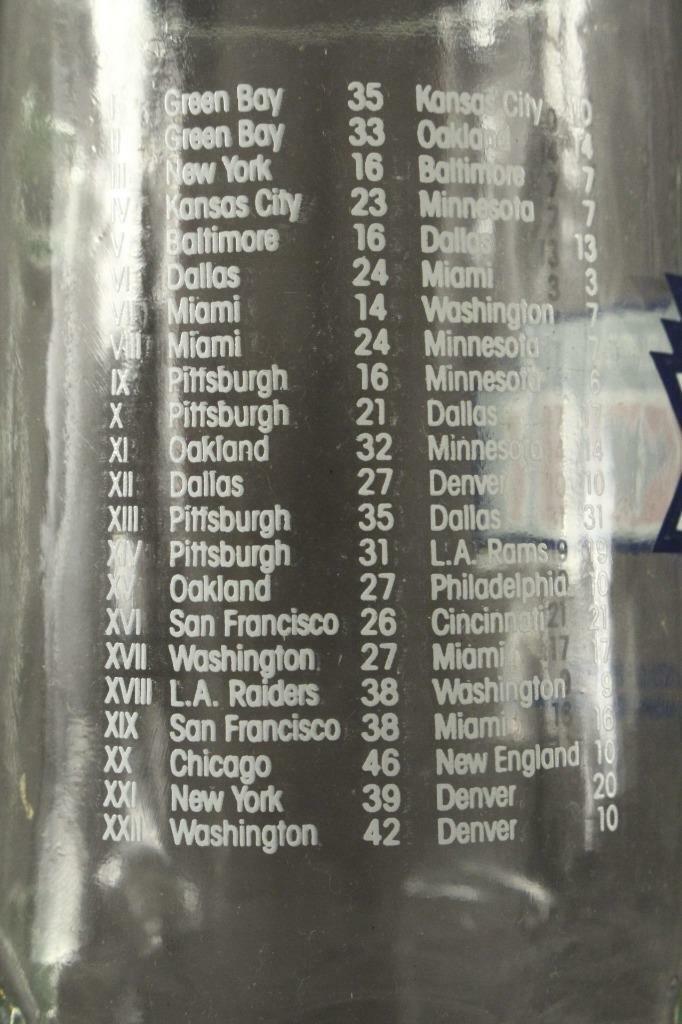 I Green Bay 35 Kansas City 10
II Green Bay 33 Oakland 14
III New York 16 Baltimore 7
IV Kansas City 23 Minnesota 7
V Baltimore 16 Dallas 13
VI Dallas 24 Miami 3
VII Miami 14 Washington 7
VIII Miami 24 Minnesota 7
IX Pittsburgh 16 Minnesota 6
X Pittsburgh 21 Dallas 17
XI Oakland 32 Minnesota 14
XII Dallas 27 Denver 10
XIII Pittsburgh 35 Dallas 31
XIV Pittsburgh 31 L.A. Rams 19
XV Oakland 27 Philadelphia 10
XVI San Francisco 26 Cincinnati 21
XVII Washington 27 Miami 17
XVIII L.A. Raiders 38 Washington 9
XIX San Francisco 38 Miami 16
XX Chicago 46 New England 10
XXI New York 39 Denver 20
XXII Washington 42 Denver 10